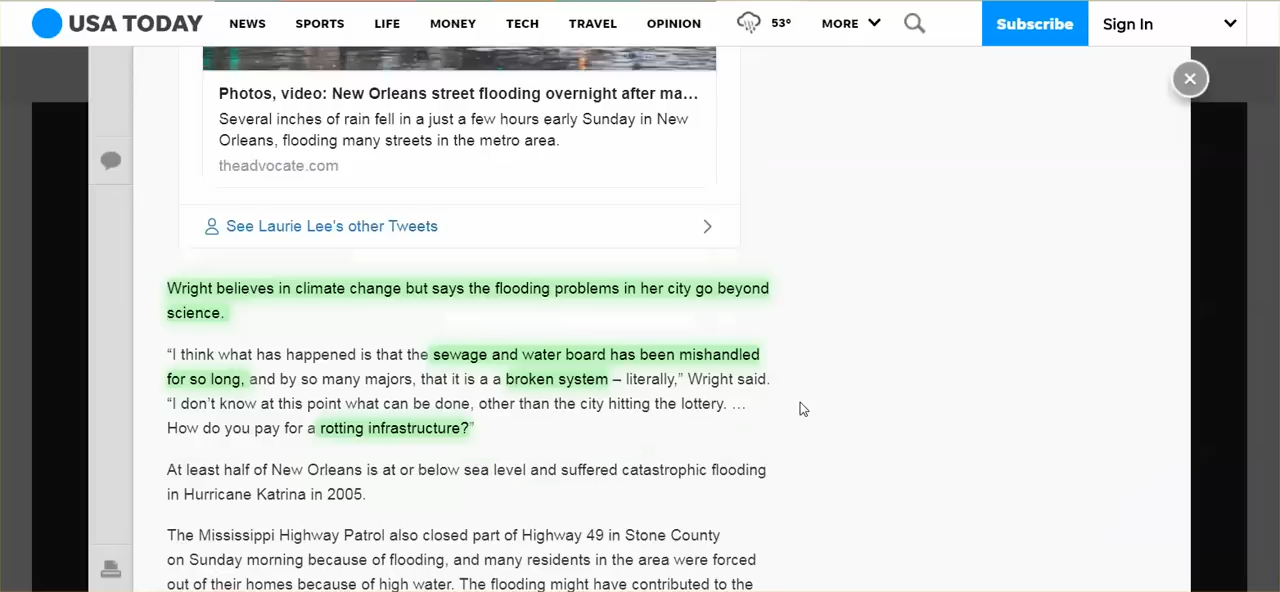 USA TODAY NEWS SPORTS LIFE MONEY TECH TRAVEL OPINION 53° MORE Subscribe Sign In
Photos, video: New Orleans street flooding overnight after ma...
Several inches of rain fell in a just a few hours early Sunday in New
Orleans, flooding many streets in the metro area.
theadvocate.com
See Laurie Lee's other Tweets
Wright believes in climate change but says the flooding problems in her city go beyond
science.
“I think what has happened is that the sewage and water board has been mishandled
for so long, and by so many majors, that it is a a broken system – literally,” Wright said.
“I don’t know at this point what can be done, other than the city hitting the lottery. …
How do you pay for a rotting infrastructure?”
At least half of New Orleans is at or below sea level and suffered catastrophic flooding
in Hurricane Katrina in 2005.
The Mississippi Highway Patrol also closed part of Highway 49 in Stone County
on Sunday morning because of flooding, and many residents in the area were forced
out of their homes because of high water. The flooding might have contributed to the